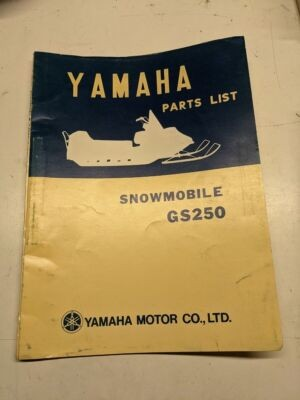 YAMAHA
PARTS LIST
SNOWMOBILE
GS250
YAMAHA MOTOR CO., LTD.